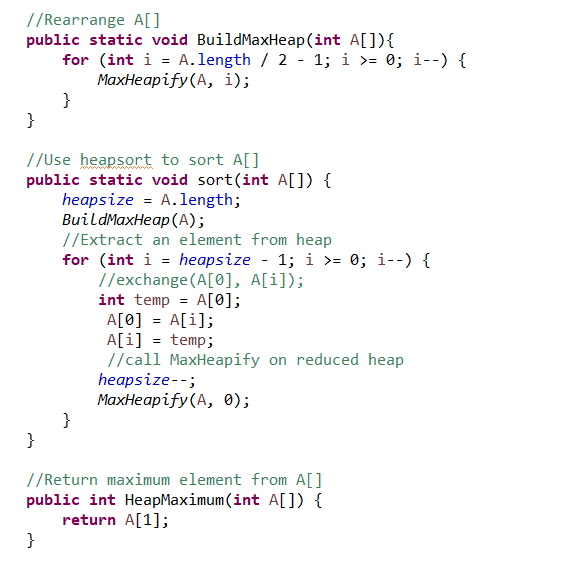 //Rearrange A[]
public static void BuildMaxHeap(int A[]){
    for (int i = A.length / 2 - 1; i >= 0; i--) {
        MaxHeapify(A, i);
    }
}

//Use heapsort to sort A[]
public static void sort(int A[]) {
    heapsize = A.length;
    BuildMaxHeap(A);
    //Extract an element from heap
    for (int i = heapsize - 1; i >= 0; i--) {
        //exchange(A[0], A[i]);
        int temp = A[0];
         A[0] = A[i];
         A[i] = temp;
         //call MaxHeapify on reduced heap
        heapsize--;
        MaxHeapify(A, 0);
    }
}

//Return maximum element from A[]
public int HeapMaximum(int A[]) {
    return A[1];
}